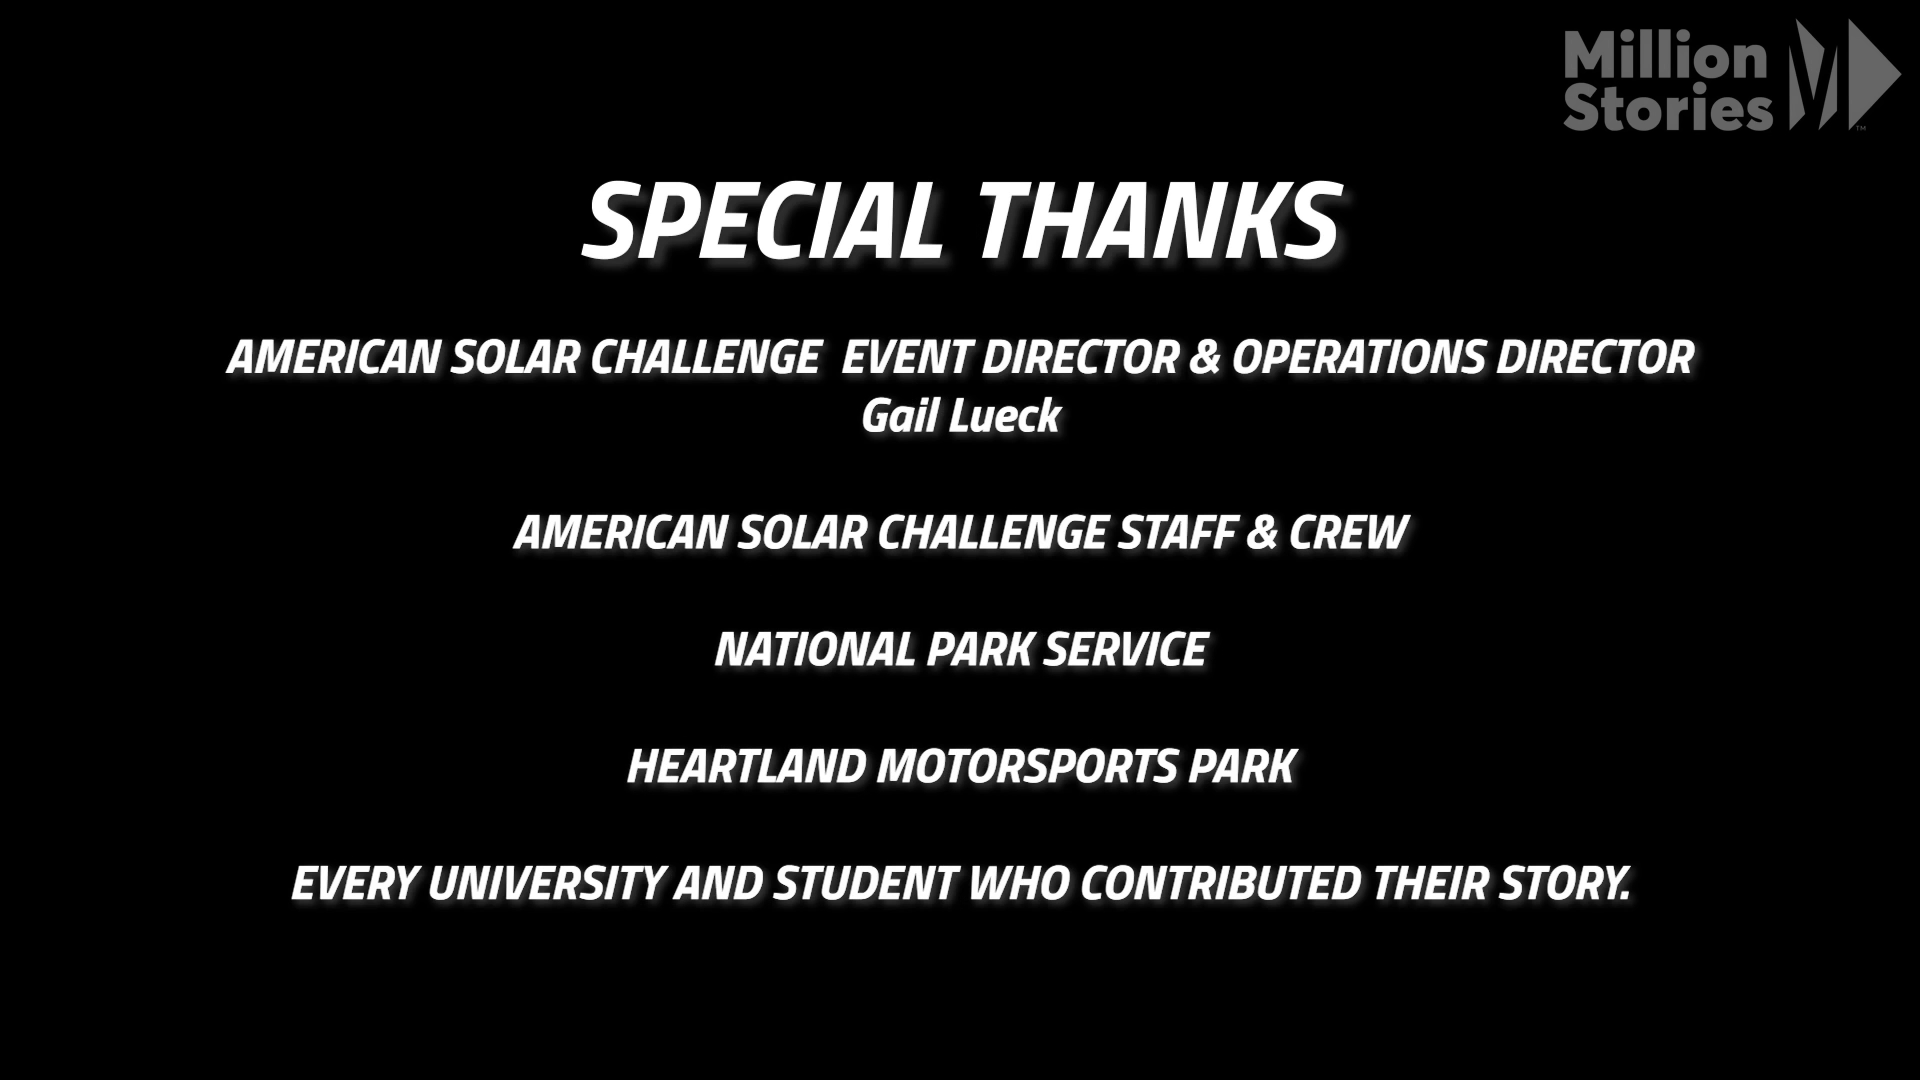 Million
Stories
TM
SPECIAL THANKS
AMERICAN SOLAR CHALLENGE  EVENT DIRECTOR & OPERATIONS DIRECTOR
Gail Lueck
AMERICAN SOLAR CHALLENGE STAFF & CREW
NATIONAL PARK SERVICE
HEARTLAND MOTORSPORTS PARK
EVERY UNIVERSITY AND STUDENT WHO CONTRIBUTED THEIR STORY.